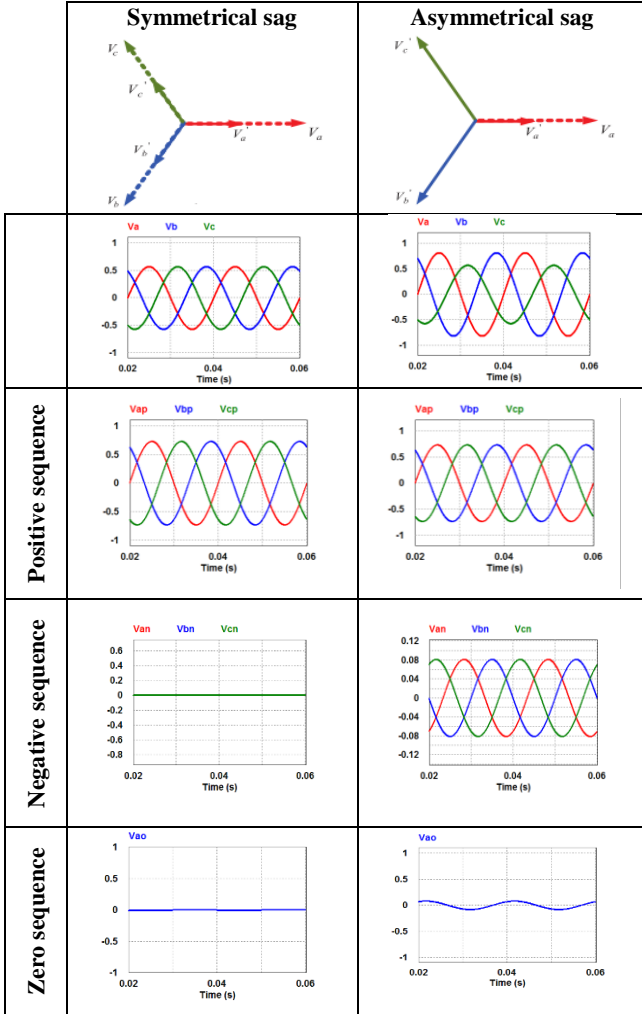 Symmetrical sag
Asymmetrical sag
Vc
Vc'
Vb'
Vb
Va'
Va
Vc'
Vb'
Va'
Va
Va Vb Vc
1
0.5
0
-0.5
-1
0.02 0.04 0.06
Time (s)
Va Vb Vc
1
0.5
0
-0.5
-1
0.02 0.04 0.06
Time (s)
Positive sequence
Vap Vbp Vcp
1
0.5
0
-0.5
-1
0.02 0.04 0.06
Time (s)
Vap Vbp Vcp
1
0.5
0
-0.5
-1
0.02 0.04 0.06
Time (s)
Negative sequence
Van Vbn Vcn
0.6
0.4
0.2
0
-0.2
-0.4
-0.6
-0.8
0.02 0.04 0.06
Time (s)
Van Vbn Vcn
0.12
0.08
0.04
0
-0.04
-0.08
-0.12
0.02 0.04 0.06
Time (s)
Zero sequence
Vao
1
0.5
0
-0.5
-1
0.02 0.04 0.06
Time (s)
Vao
1
0.5
0
-0.5
-1
0.02 0.04 0.06
Time (s)